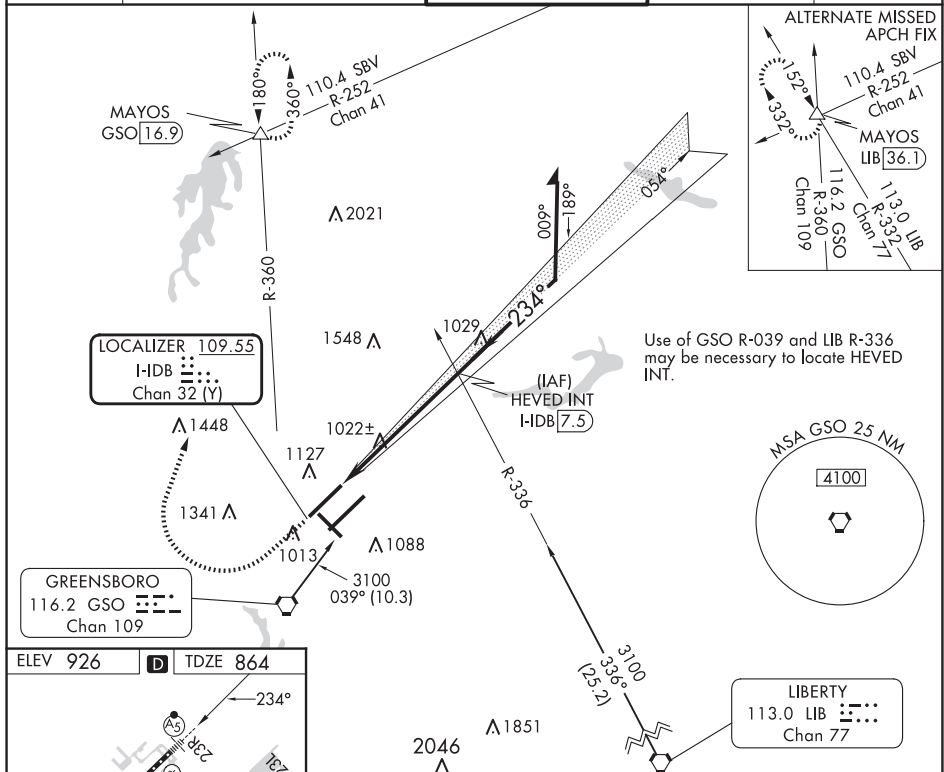 ALTERNATE MISSED
APCH FIX
110.4 SBV
R-252
Chan 41
152°
332°
MAYOS
LIB 36.1
116.2 GSO
R-360
Chan 109
113.0 LIB
R-332
Chan 77
180°
360°
110.4 SBV
R-252
Chan 41
MAYOS
GSO 16.9
2021
R-360
009°
189°
054°
234°
1029
1548
LOCALIZER 109.55
I-IDB
Chan 32 (Y)
Use of GSO R-039 and LIB R-336
may be necessary to locate HEVED
INT.
(IAF)
HEVED INT
I-IDB 7.5
1448
1022±
1127
1341
1013
1088
R-336
MSA GSO 25 NM
4100
GREENSBORO
116.2 GSO
Chan 109
3100
039° (10.3)
3100
336°
(25.2)
LIBERTY
113.0 LIB
Chan 77
1851
2046
ELEV 926 D TDZE 864
234°
A5
23R
23L